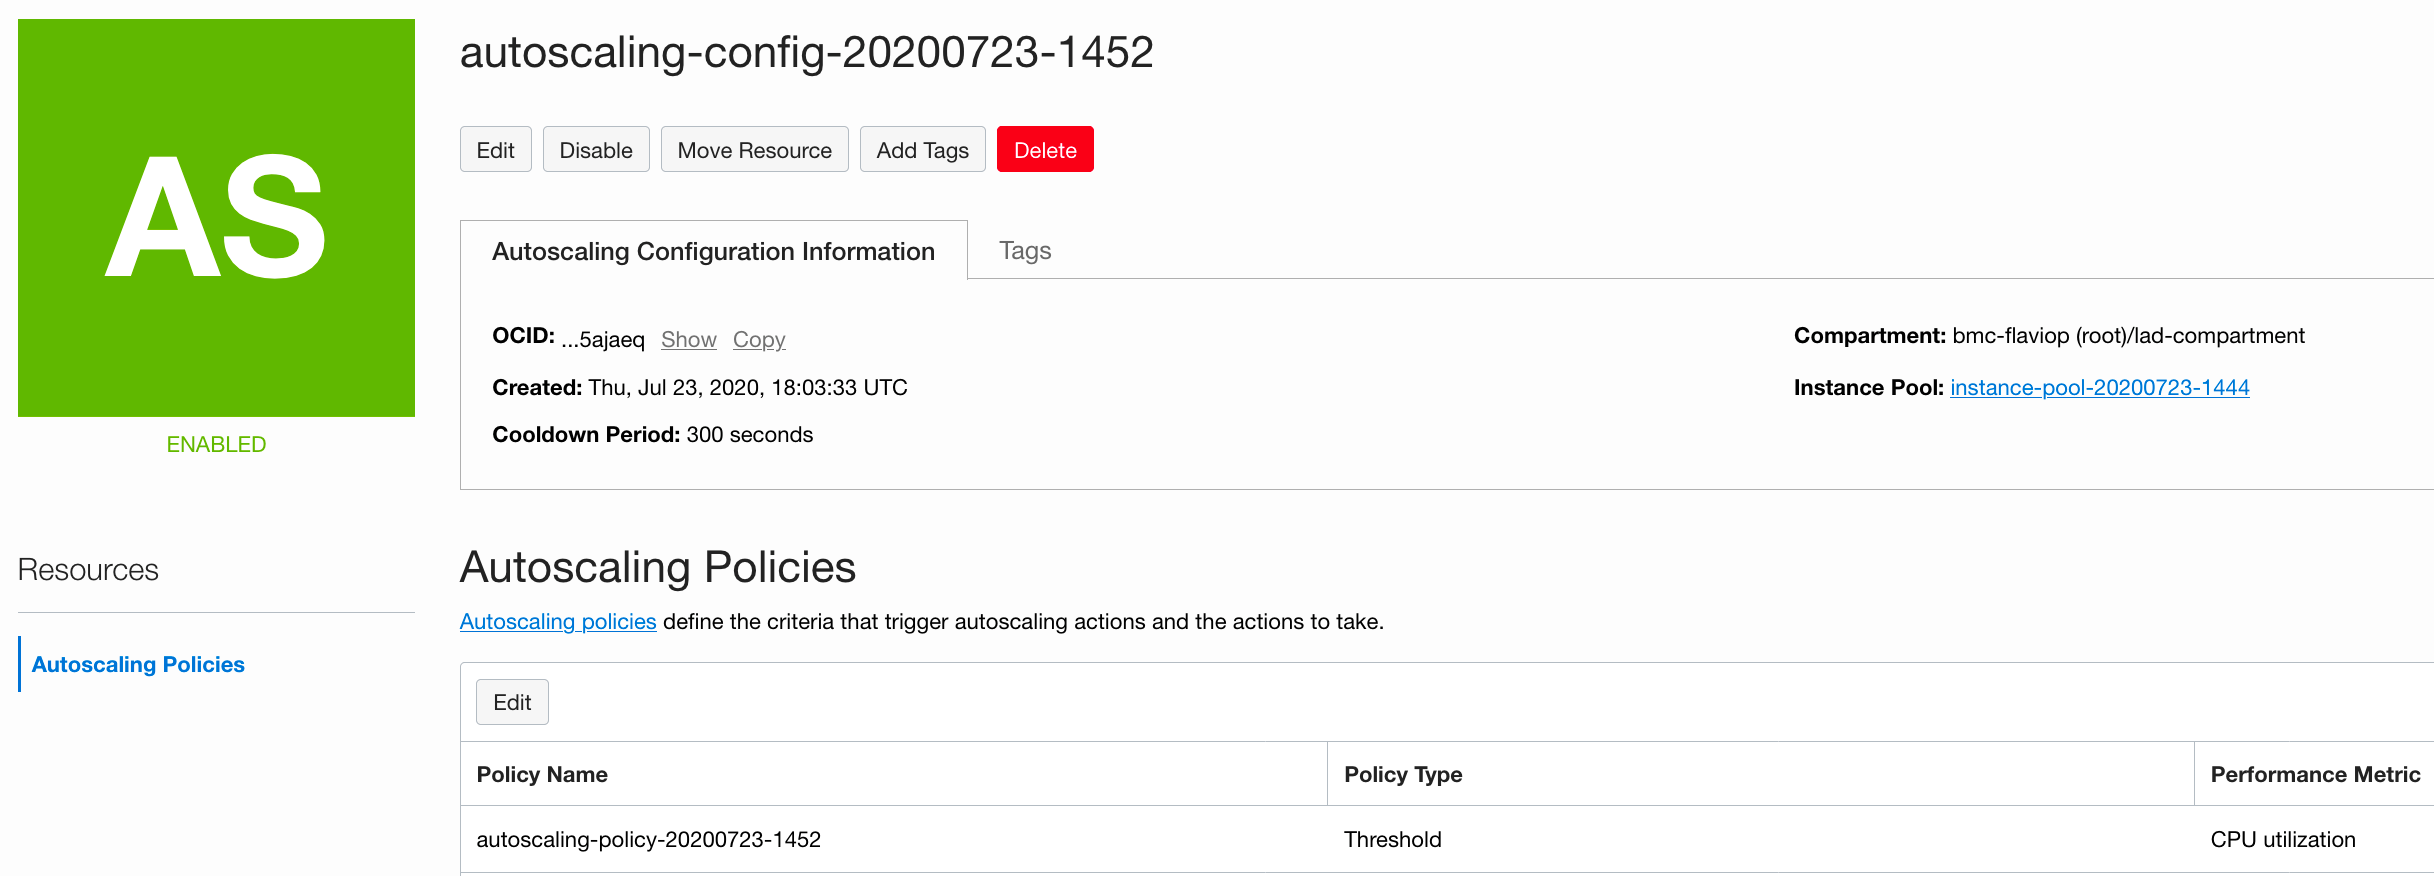 AS
ENABLED
autoscaling-config-20200723-1452
Edit Disable Move Resource Add Tags Delete
Autoscaling Configuration Information Tags
OCID: ...5ajaeq Show Copy
Compartment: bmc-flaviop (root)/lad-compartment
Created: Thu, Jul 23, 2020, 18:03:33 UTC
Instance Pool: instance-pool-20200723-1444
Cooldown Period: 300 seconds
Resources
Autoscaling Policies
Autoscaling Policies
Autoscaling policies define the criteria that trigger autoscaling actions and the actions to take.
Edit
Policy Name Policy Type Performance Metric
autoscaling-policy-20200723-1452 Threshold CPU utilization